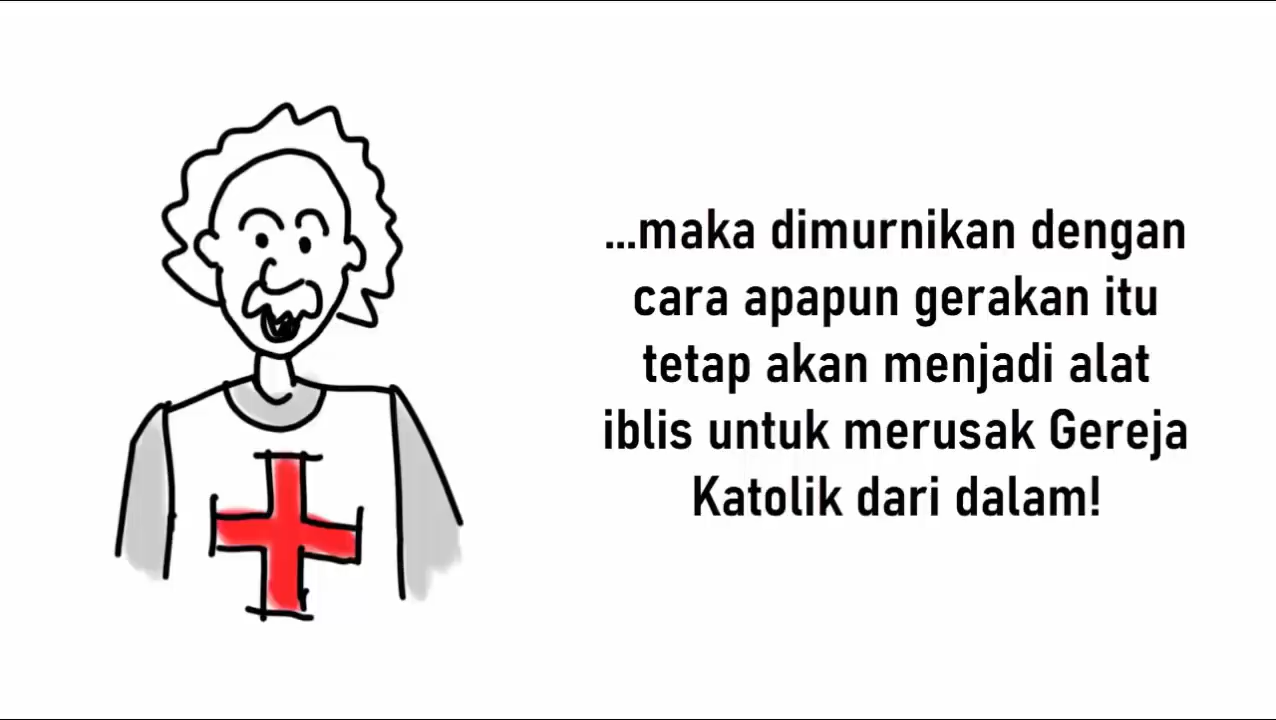 ...maka dimurnikan dengan
cara apapun gerakan itu
tetap akan menjadi alat
iblis untuk merusak Gereja
Katolik dari dalam!